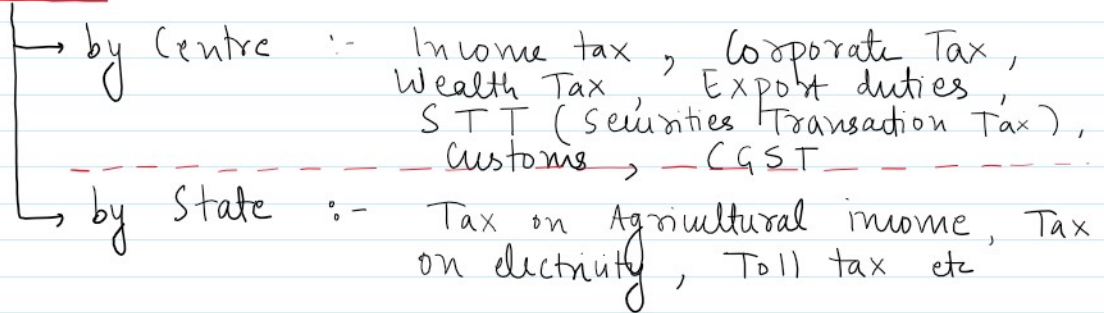 by Centre :- Income tax, Corporate Tax,
Wealth Tax, Export duties,
STT (Securities Transaction Tax),
Customs, CGST
by State :- Tax on Agricultural income, Tax
on electricity, Toll tax etc